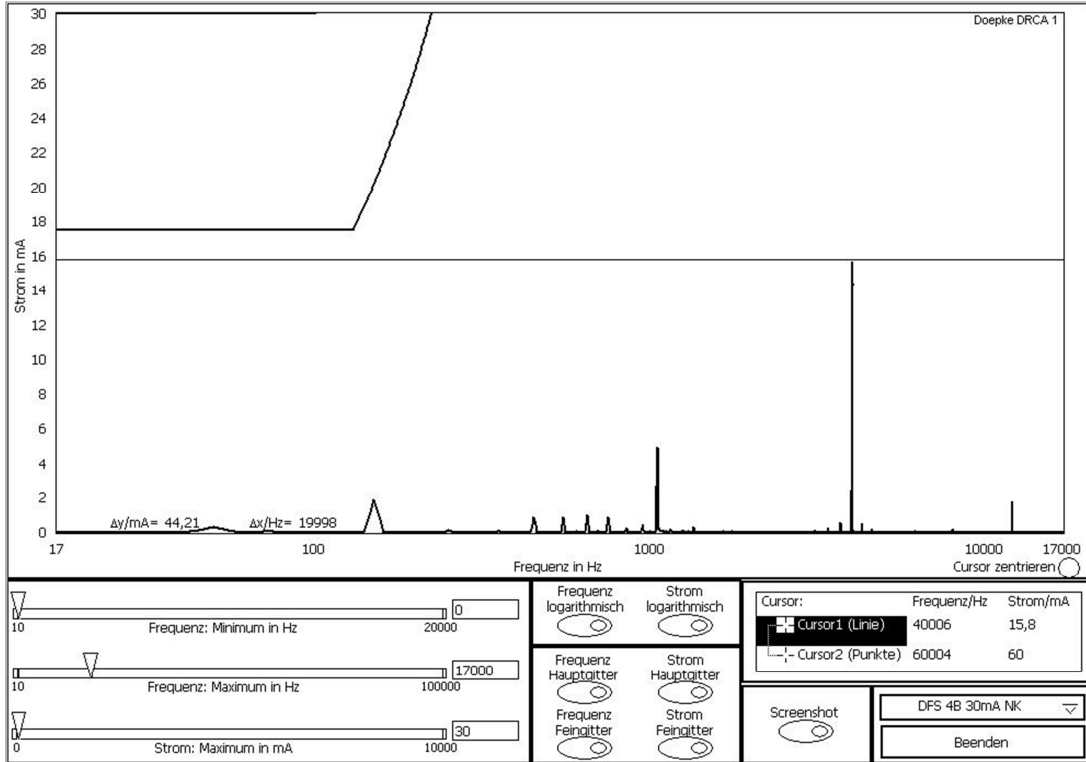 Doepke DRCA 1
30
28
26
24
22
20
18
16
14
12
10
8
6
4
2
0
Strom in mA
Δy/mA= 44,21 Δx/Hz= 19998
17 100 1000 10000 17000
Frequenz in Hz
Cursor zentrieren
0
10 Frequenz: Minimum in Hz 20000
17000
10 Frequenz: Maximum in Hz 100000
30
0 Strom: Maximum in mA 10000
Frequenz logarithmisch
Strom logarithmisch
Frequenz Hauptgitter
Strom Hauptgitter
Frequenz Feingitter
Strom Feingitter
Cursor: Frequenz/Hz Strom/mA
Cursor1 (Linie) 40006 15,8
Cursor2 (Punkte) 60004 60
Screenshot
DFS 4B 30mA NK
Beenden